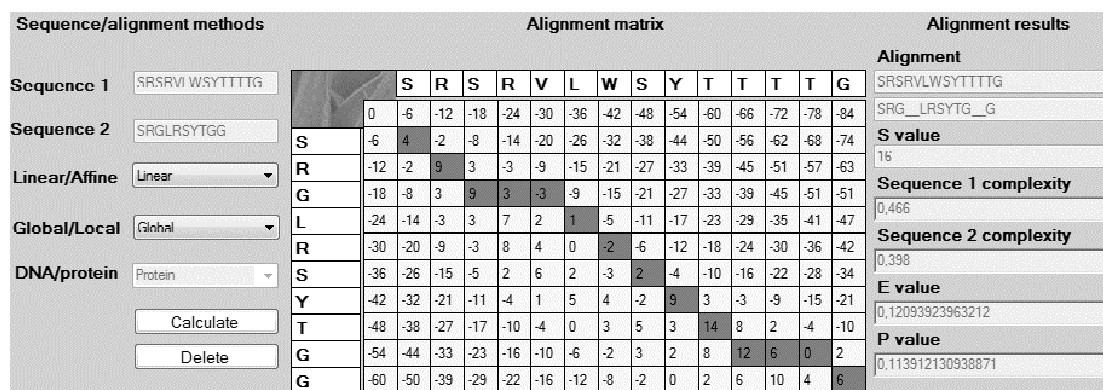 Sequence/alignment methods
Alignment matrix
Alignment results
Sequence 1
SRSRVLWSYTTTTG
Sequence 2
SRGLRSYTGG
Linear/Affine
Linear
Global/Local
Global
DNA/protein
Protein
Calculate
Delete
S R S R V L W S Y T T T T G
0 -6 -12 -18 -24 -30 -36 -42 -48 -54 -60 -66 -72 -78 -84
S -6 4 -2 -8 -14 -20 -26 -32 -38 -44 -50 -56 -62 -68 -74
R -12 -2 9 3 -3 -9 -15 -21 -27 -33 -39 -45 -51 -57 -63
G -18 -8 3 9 3 -3 -9 -15 -21 -27 -33 -39 -45 -51 -51
L -24 -14 -3 3 7 2 1 -5 -11 -17 -23 -29 -35 -41 -47
R -30 -20 -9 -3 8 4 0 -2 -6 -12 -18 -24 -30 -36 -42
S -36 -26 -15 -5 2 6 2 -3 2 -4 -10 -16 -22 -28 -34
Y -42 -32 -21 -11 -4 1 5 4 -2 9 3 -3 -9 -15 -21
T -48 -38 -27 -17 -10 -4 0 3 5 3 14 8 2 -4 -10
G -54 -44 -33 -23 -16 -10 -6 -2 3 2 8 12 6 0 2
G -60 -50 -39 -29 -22 -16 -12 -8 -2 0 2 6 10 4 6
Alignment
SRSRVLWSYTTTTG
SRG__LRSYTG__G
S value
16
Sequence 1 complexity
0,466
Sequence 2 complexity
0,398
E value
0,12093923963212
P value
0,113912130938871